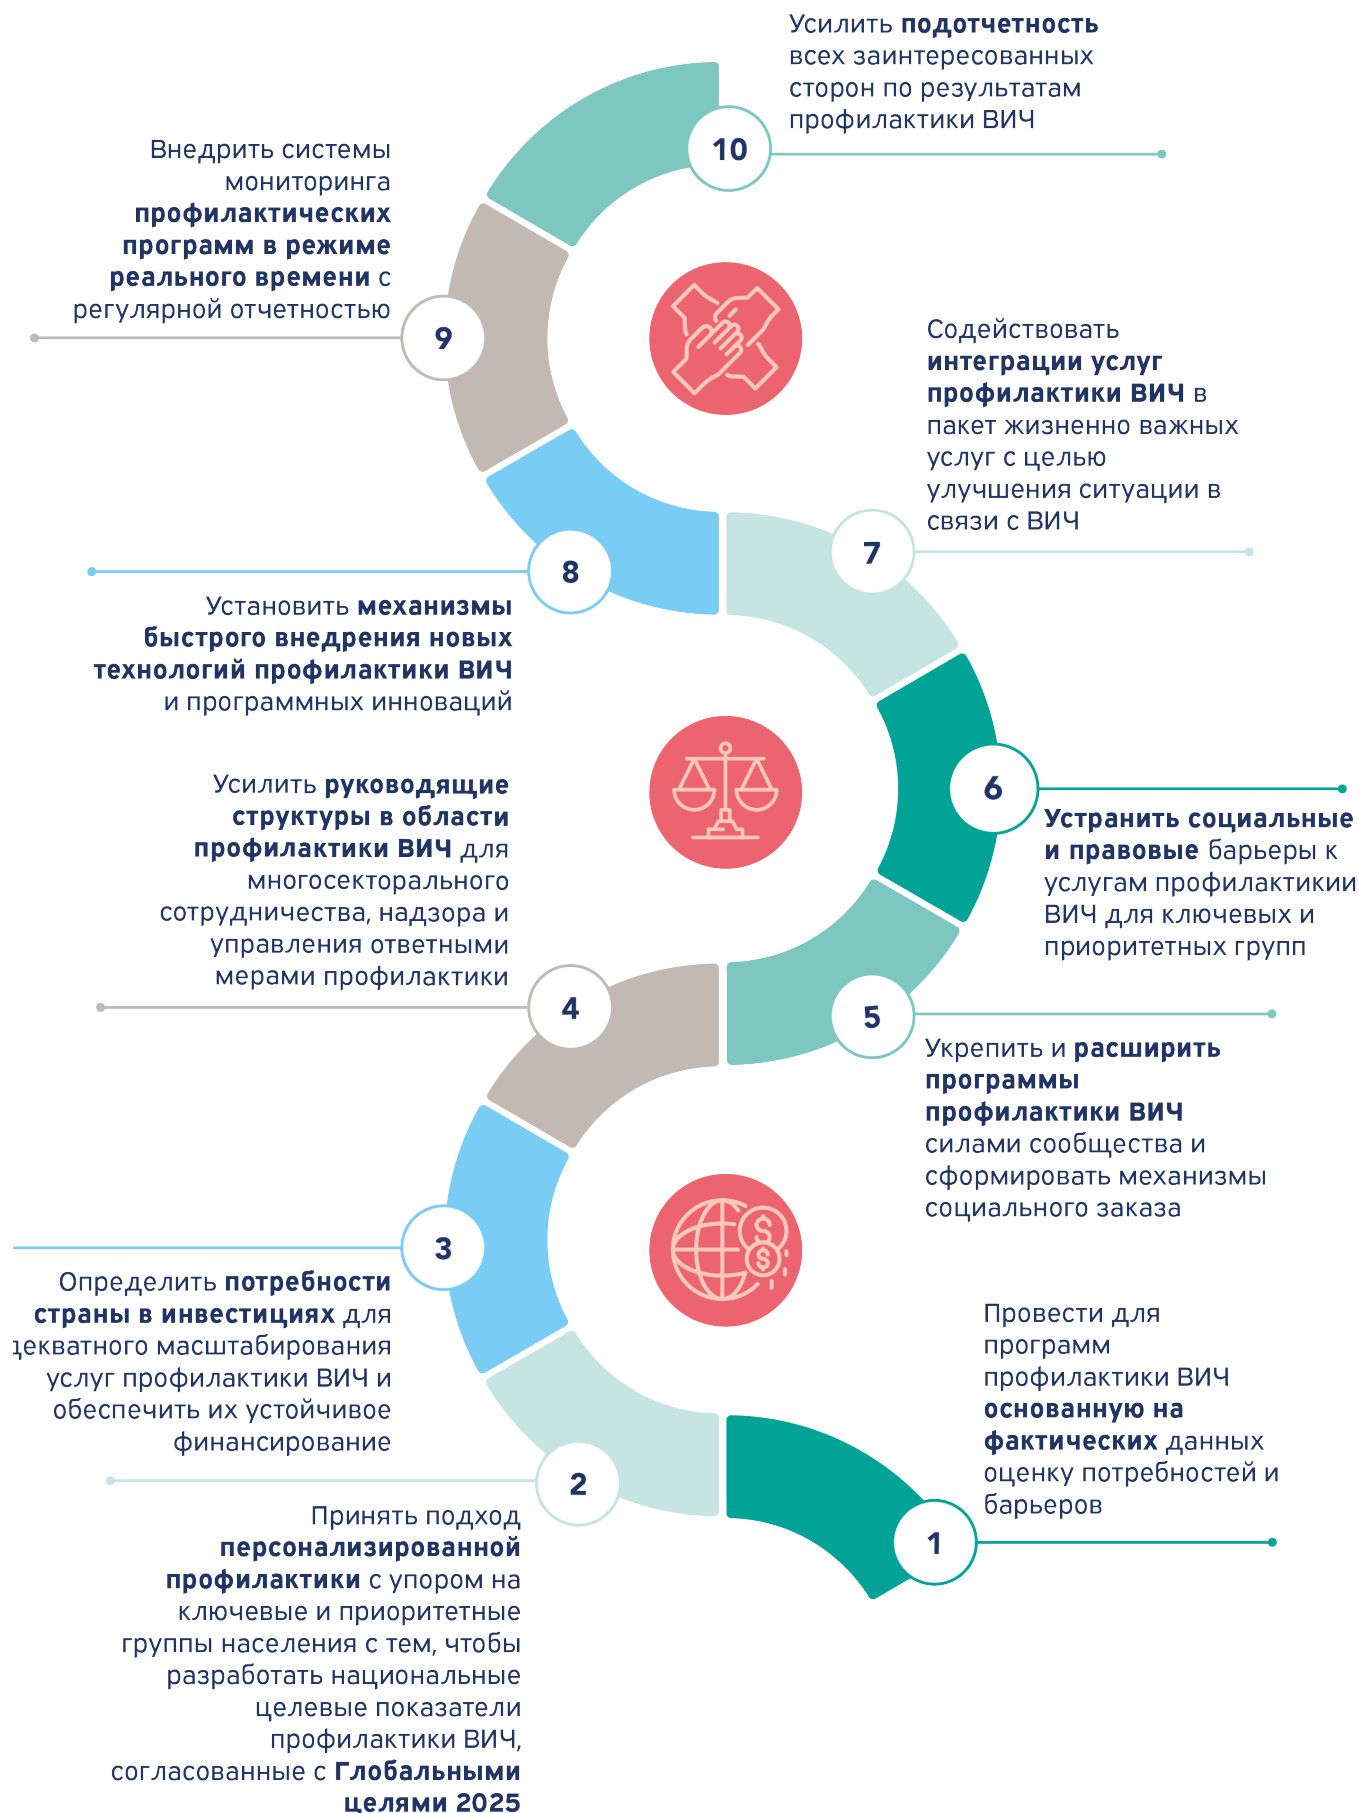 Усилить подотчетность
всех заинтересованных
сторон по результатам
профилактики ВИЧ
10
Внедрить системы
мониторинга
профилактических
программ в режиме
реального времени с
регулярной отчетностью
9
Содействовать
интеграции услуг
профилактики ВИЧ в
пакет жизненно важных
услуг с целью
улучшения ситуации в
связи с ВИЧ
7
8
Установить механизмы
быстрого внедрения новых
технологий профилактики ВИЧ
и программных инноваций
Усилить руководящие
структуры в области
профилактики ВИЧ для
многосекторального
сотрудничества, надзора и
управления ответными
мерами профилактики
4
6
Устранить социальные
и правовые барьеры к
услугам профилактикии
ВИЧ для ключевых и
приоритетных групп
5
Укрепить и расширить
программы
профилактики ВИЧ
силами сообщества и
сформировать механизмы
социального заказа
3
Определить потребности
страны в инвестициях для
декватного масштабирования
услуг профилактики ВИЧ и
обеспечить их устойчивое
финансирование
$
$
Провести для
программ
профилактики ВИЧ
основанную на
фактических данных
оценку потребностей и
барьеров
1
2
Принять подход
персонализированной
профилактики с упором на
ключевые и приоритетные
группы населения с тем, чтобы
разработать национальные
целевые показатели
профилактики ВИЧ,
согласованные с Глобальными
целями 2025